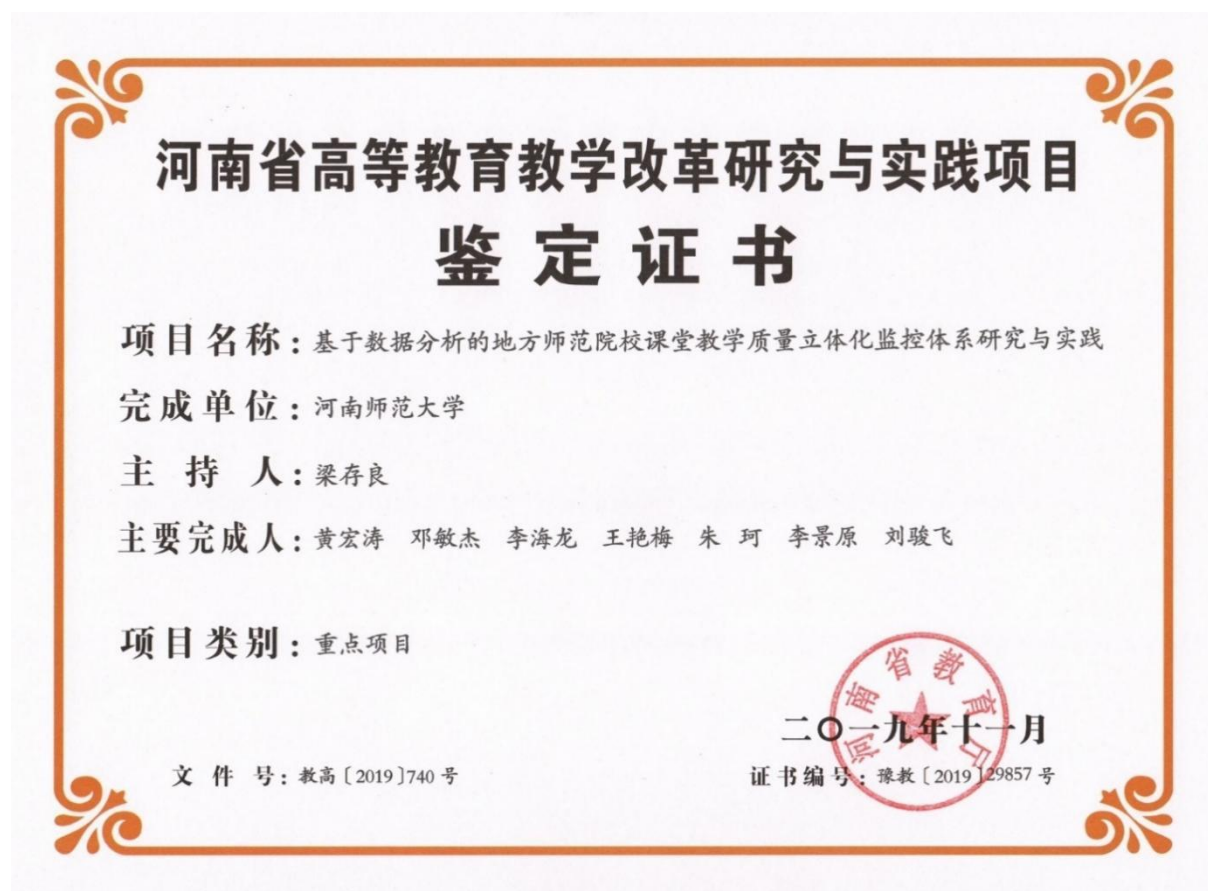 河南省高等教育教学改革研究与实践项目
鉴定证书
项目名称：基于数据分析的地方师范院校课堂教学质量立体化监控体系研究与实践
完成单位：河南师范大学
主持人：梁存良
主要完成人：黄宏涛 邓敏杰 李海龙 王艳梅 朱珂 李景原 刘骏飞
项目类别：重点项目
河南省教育厅
二〇一九年十一月
文件号：教高〔2019〕740号
证书编号：豫教〔2019〕29857号